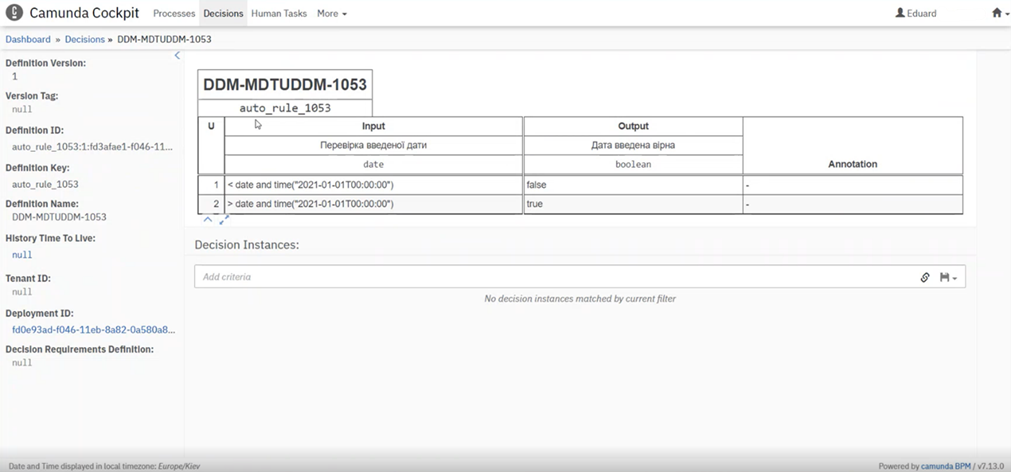 Camunda Cockpit Processes Decisions Human Tasks More Eduard
Dashboard » Decisions » DDM-MDTUDDM-1053
Definition Version:
1
Version Tag:
null
Definition ID:
auto_rule_1053:1:fd3afae1-f046-11...
Definition Key:
auto_rule_1053
Definition Name:
DDM-MDTUDDM-1053
History Time To Live:
null
Tenant ID:
null
Deployment ID:
fd0e93ad-f046-11eb-8a82-0a580a8...
Decision Requirements Definition:
null
DDM-MDTUDDM-1053
auto_rule_1053
U Input Output Annotation
Перевірка введеної дати Дата введена вірна
date boolean
1 < date and time("2021-01-01T00:00:00") false -
2 > date and time("2021-01-01T00:00:00") true -
Decision Instances:
Add criteria
No decision instances matched by current filter
Date and Time displayed in local timezone: Europe/Kiev Powered by camunda BPM / v7.13.0